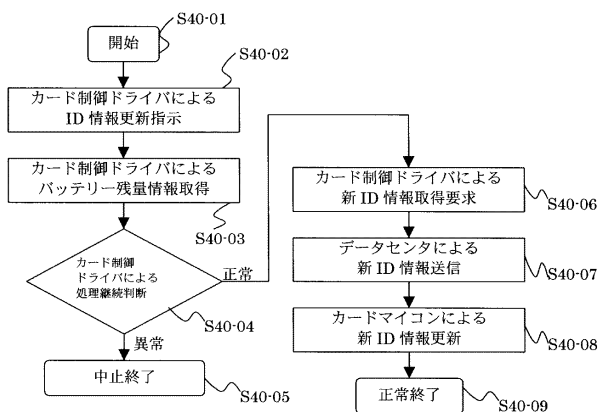 S40-01
開始
S40-02
カード制御ドライバによる
ID 情報更新指示
カード制御ドライバによる
バッテリー残量情報取得
S40-03
カード制御
ドライバによる
処理継続判断
正常
S40-04
異常
中止終了
S40-05
カード制御ドライバによる
新 ID 情報取得要求
S40-06
データセンタによる
新 ID 情報送信
S40-07
カードマイコンによる
新 ID 情報更新
S40-08
正常終了
S40-09